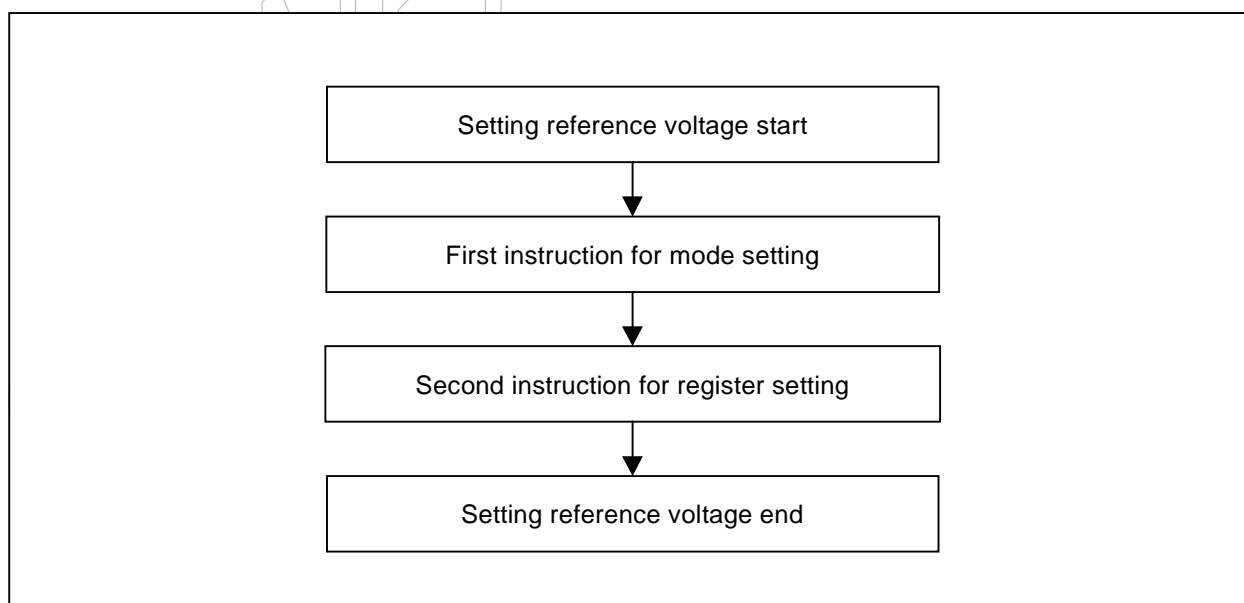 Setting reference voltage start
First instruction for mode setting
Second instruction for register setting
Setting reference voltage end